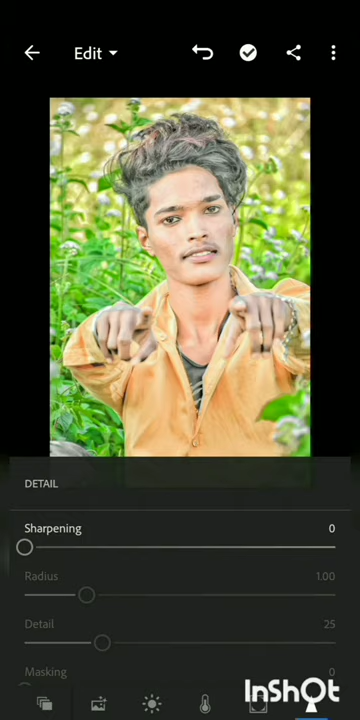 Edit
DETAIL
Sharpening 0
Radius 1.00
Detail 25
Masking 0
InShOt